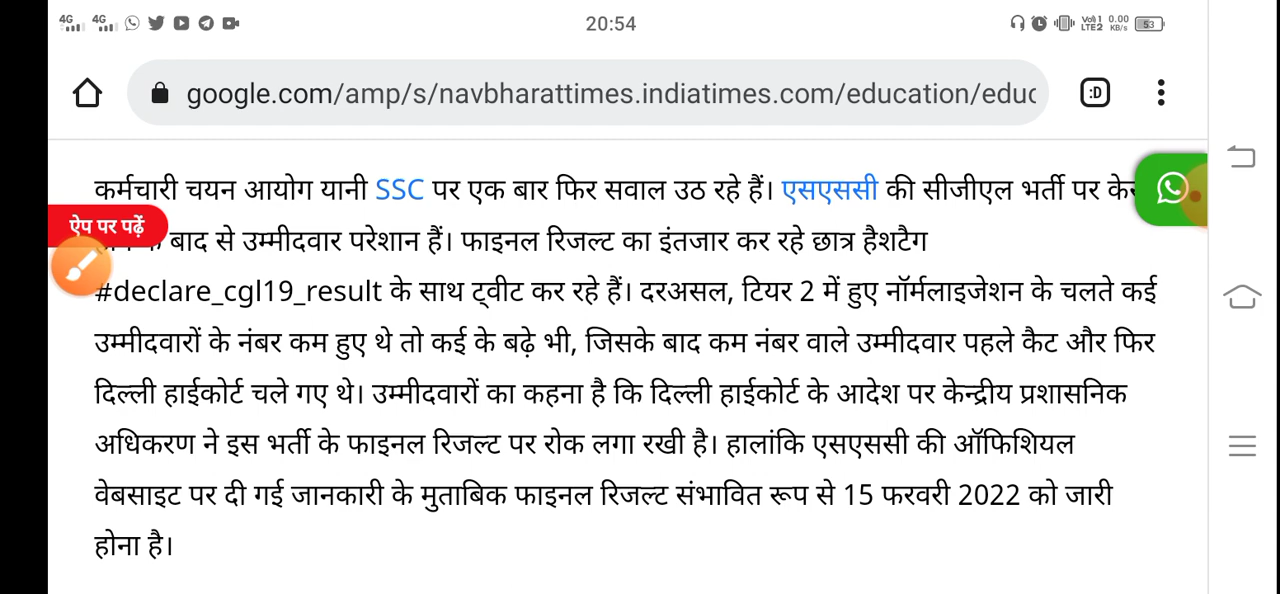 4G 4G 20:54 Vol1 LTE2 0.00 KB/s 53
google.com/amp/s/navbharattimes.indiatimes.com/education/educ :D
कर्मचारी चयन आयोग यानी SSC पर एक बार फिर सवाल उठ रहे हैं। एसएससी की सीजीएल भर्ती पर
ऐप पर पढ़ें
बाद से उम्मीदवार परेशान हैं। फाइनल रिजल्ट का इंतजार कर रहे छात्र हैशटैग
#declare_cgl19_result के साथ ट्वीट कर रहे हैं। दरअसल, टियर 2 में हुए नॉर्मलाइजेशन के चलते कई
उम्मीदवारों के नंबर कम हुए थे तो कई के बढ़े भी, जिसके बाद कम नंबर वाले उम्मीदवार पहले कैट और फिर
दिल्ली हाईकोर्ट चले गए थे। उम्मीदवारों का कहना है कि दिल्ली हाईकोर्ट के आदेश पर केन्द्रीय प्रशासनिक
अधिकरण ने इस भर्ती के फाइनल रिजल्ट पर रोक लगा रखी है। हालांकि एसएससी की ऑफिशियल
वेबसाइट पर दी गई जानकारी के मुताबिक फाइनल रिजल्ट संभावित रूप से 15 फरवरी 2022 को जारी
होना है।